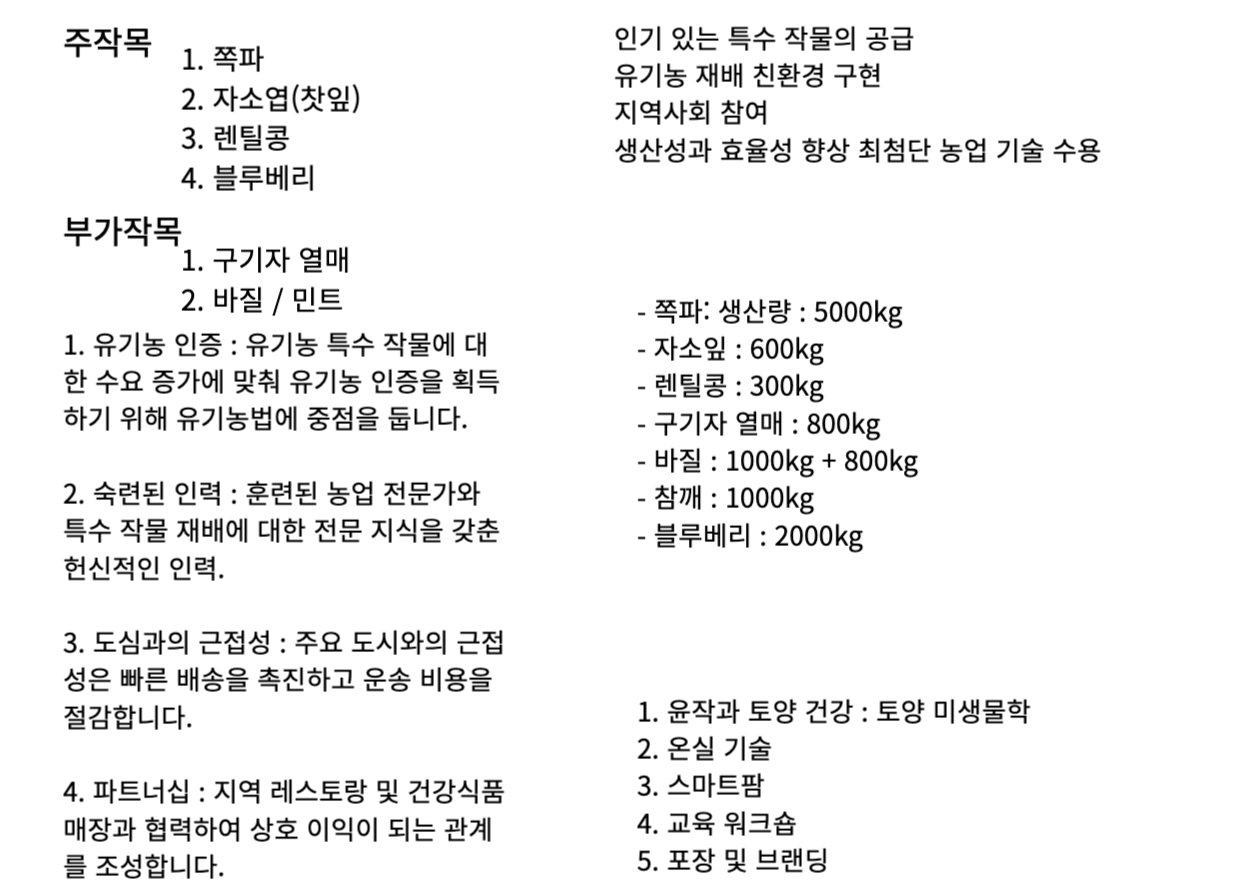 주작목
1. 쪽파
2. 자소엽(찻잎)
3. 렌틸콩
4. 블루베리
부가작목
1. 구기자 열매
2. 바질 / 민트
1. 유기농 인증 : 유기농 특수 작물에 대
한 수요 증가에 맞춰 유기농 인증을 획득
하기 위해 유기농법에 중점을 둡니다.
2. 숙련된 인력 : 훈련된 농업 전문가와
특수 작물 재배에 대한 전문 지식을 갖춘
헌신적인 인력.
3. 도심과의 근접성 : 주요 도시와의 근접
성은 빠른 배송을 촉진하고 운송 비용을
절감합니다.
4. 파트너십 : 지역 레스토랑 및 건강식품
매장과 협력하여 상호 이익이 되는 관계
를 조성합니다.
인기 있는 특수 작물의 공급
유기농 재배 친환경 구현
지역사회 참여
생산성과 효율성 향상 최첨단 농업 기술 수용
- 쪽파: 생산량 : 5000kg
- 자소잎 : 600kg
- 렌틸콩 : 300kg
- 구기자 열매 : 800kg
- 바질 : 1000kg + 800kg
- 참깨 : 1000kg
- 블루베리 : 2000kg
1. 윤작과 토양 건강 : 토양 미생물학
2. 온실 기술
3. 스마트팜
4. 교육 워크숍
5. 포장 및 브랜딩